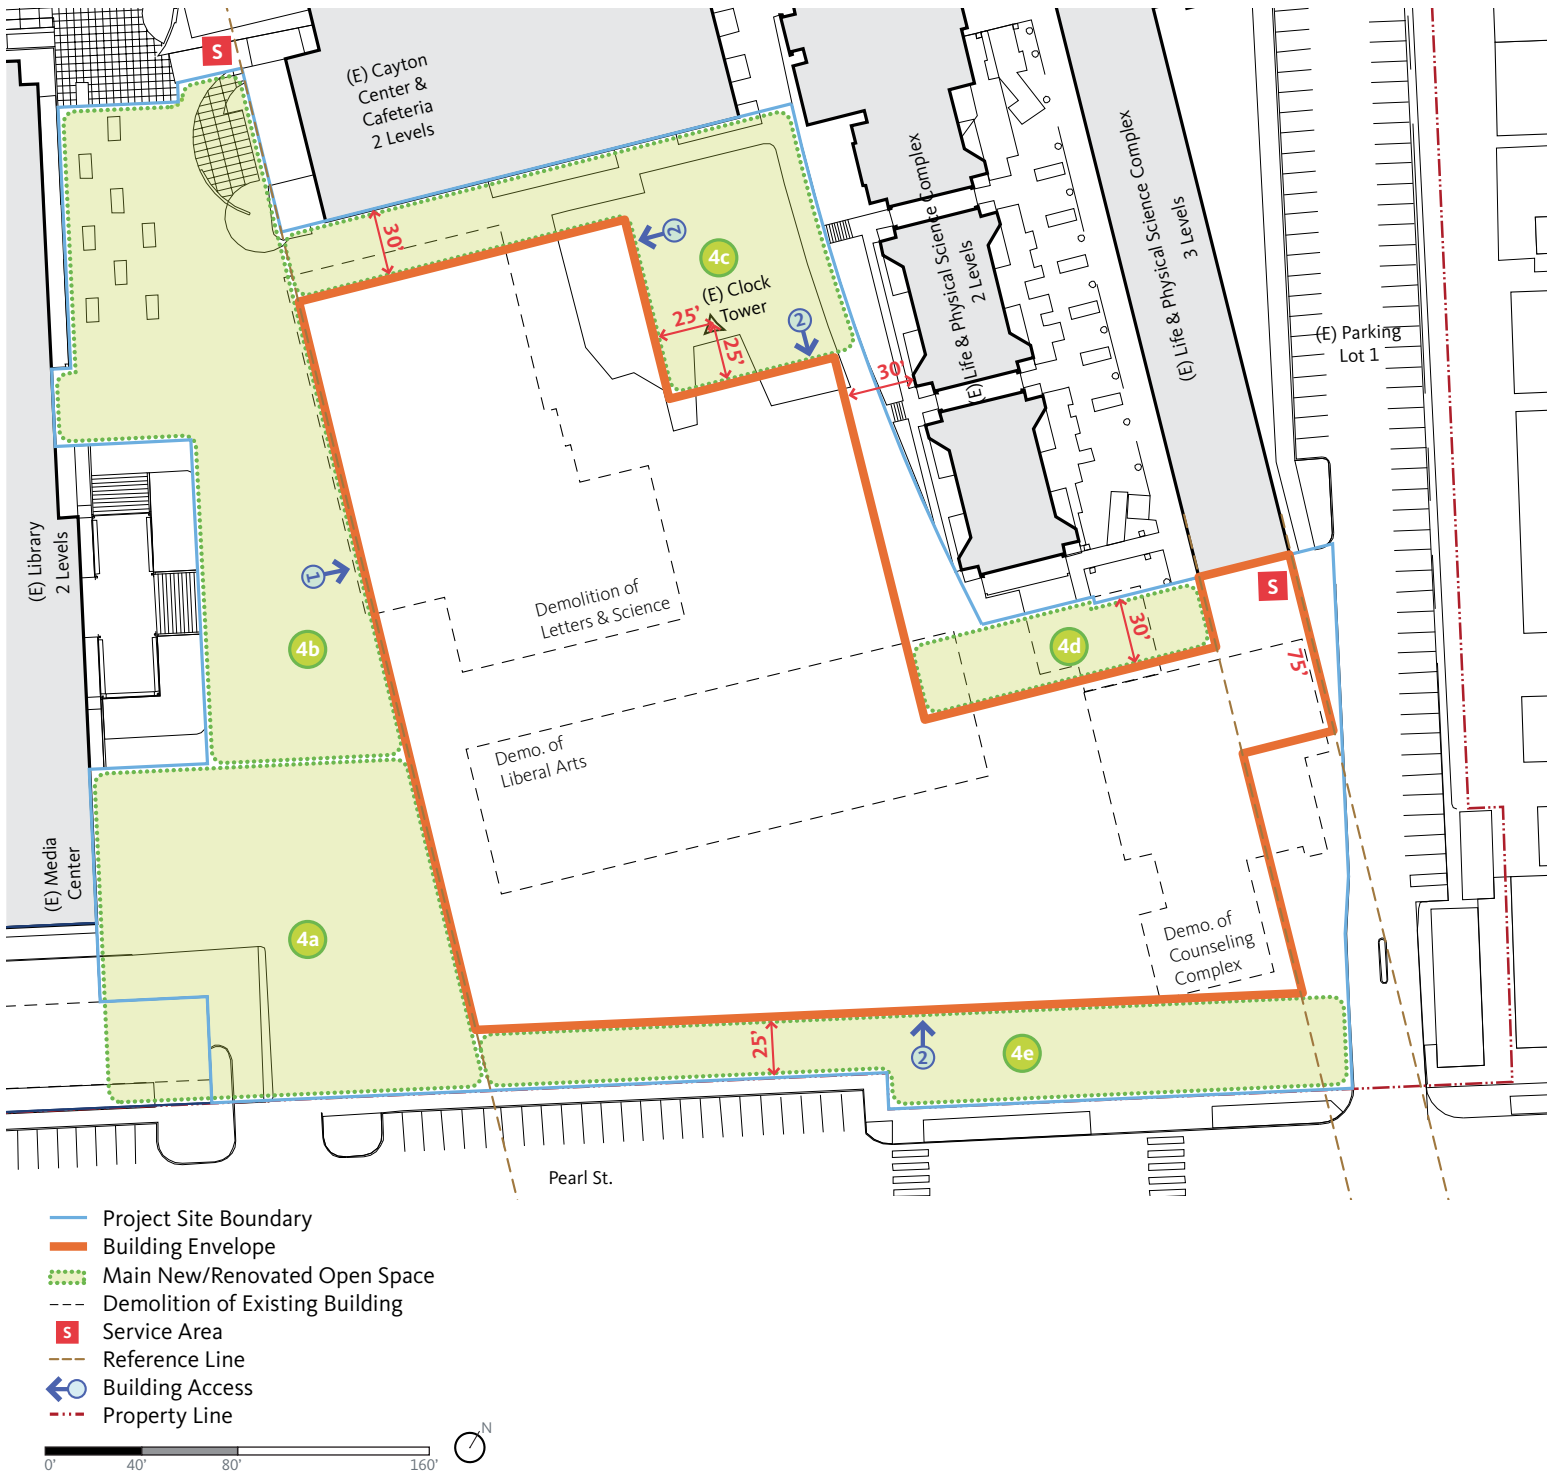 S
(E) Cayton
Center &
Cafeteria
2 Levels
(E) Life & Physical Science Complex
2 Levels
(E) Life & Physical Science Complex
3 Levels
(E) Parking
Lot 1
30'
2
4c
(E) Clock
Tower
25'
25'
2
30'
(E) Library
2 Levels
1
Demolition of
Letters & Science
S
4b
4d
30'
75'
Demo. of
Liberal Arts
(E) Media
Center
4a
Demo. of
Counseling
Complex
25'
2
4e
Pearl St.
Project Site Boundary
Building Envelope
Main New/Renovated Open Space
Demolition of Existing Building
S
Service Area
Reference Line
Building Access
Property Line
N
0'
40'
80'
160'